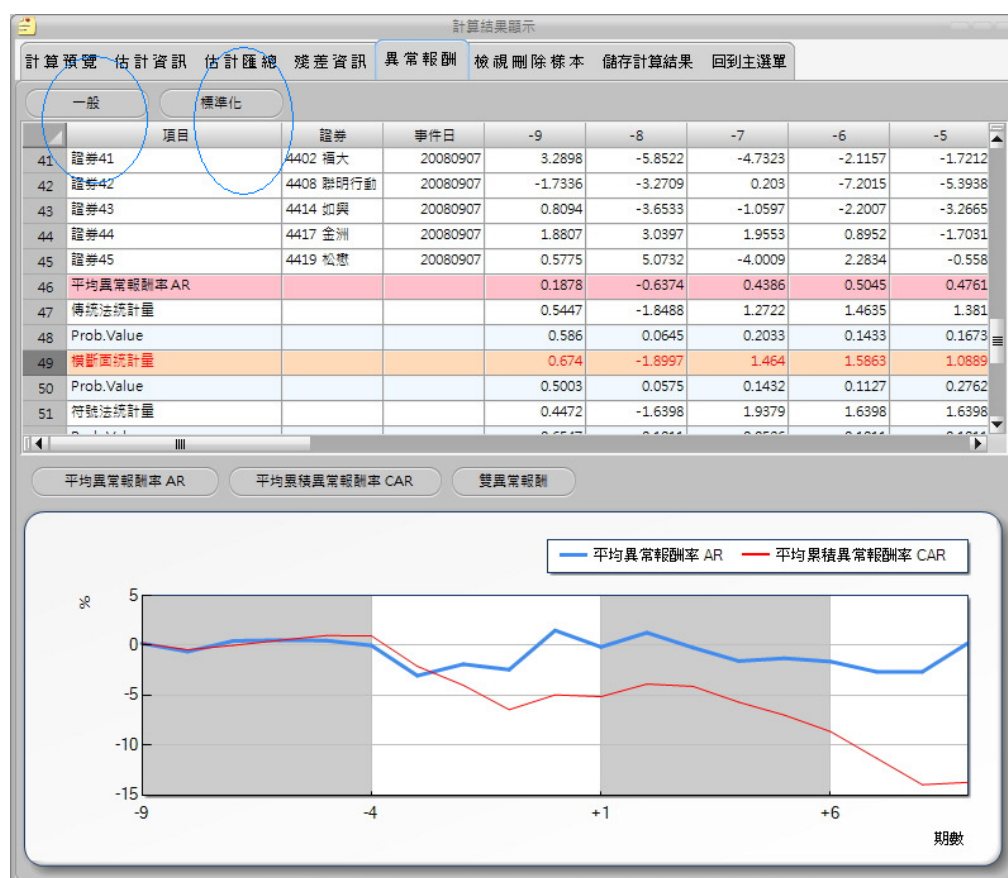 計算結果顯示
計算預覽 估計資訊 估計匯總 殘差資訊 異常報酬 檢視刪除樣本 儲存計算結果 回到主選單
一般 標準化
項目 證券 事件日 -9 -8 -7 -6 -5
41 證券41 4402 福大 20080907 3.2898 -5.8522 -4.7323 -2.1157 -1.7212
42 證券42 4408 聯明行動 20080907 -1.7336 -3.2709 0.203 -7.2015 -5.3938
43 證券43 4414 如興 20080907 0.8094 -3.6533 -1.0597 -2.2007 -3.2665
44 證券44 4417 金洲 20080907 1.8807 3.0397 1.9553 0.8952 -1.7031
45 證券45 4419 松懋 20080907 0.5775 5.0732 -4.0009 2.2834 -0.558
46 平均異常報酬率 AR 0.1878 -0.6374 0.4386 0.5045 0.4761
47 傳統法統計量 0.5447 -1.8488 1.2722 1.4635 1.381
48 Prob.Value 0.586 0.0645 0.2033 0.1433 0.1673
49 橫斷面統計量 0.674 -1.8997 1.464 1.5863 1.0889
50 Prob.Value 0.5003 0.0575 0.1432 0.1127 0.2762
51 符號法統計量 0.4472 -1.6398 1.9379 1.6398 1.6398
平均異常報酬率 AR 平均累積異常報酬率 CAR 雙異常報酬
平均異常報酬率 AR 平均累積異常報酬率 CAR
%
5
0
-5
-10
-15
-9 -4 +1 +6
期數